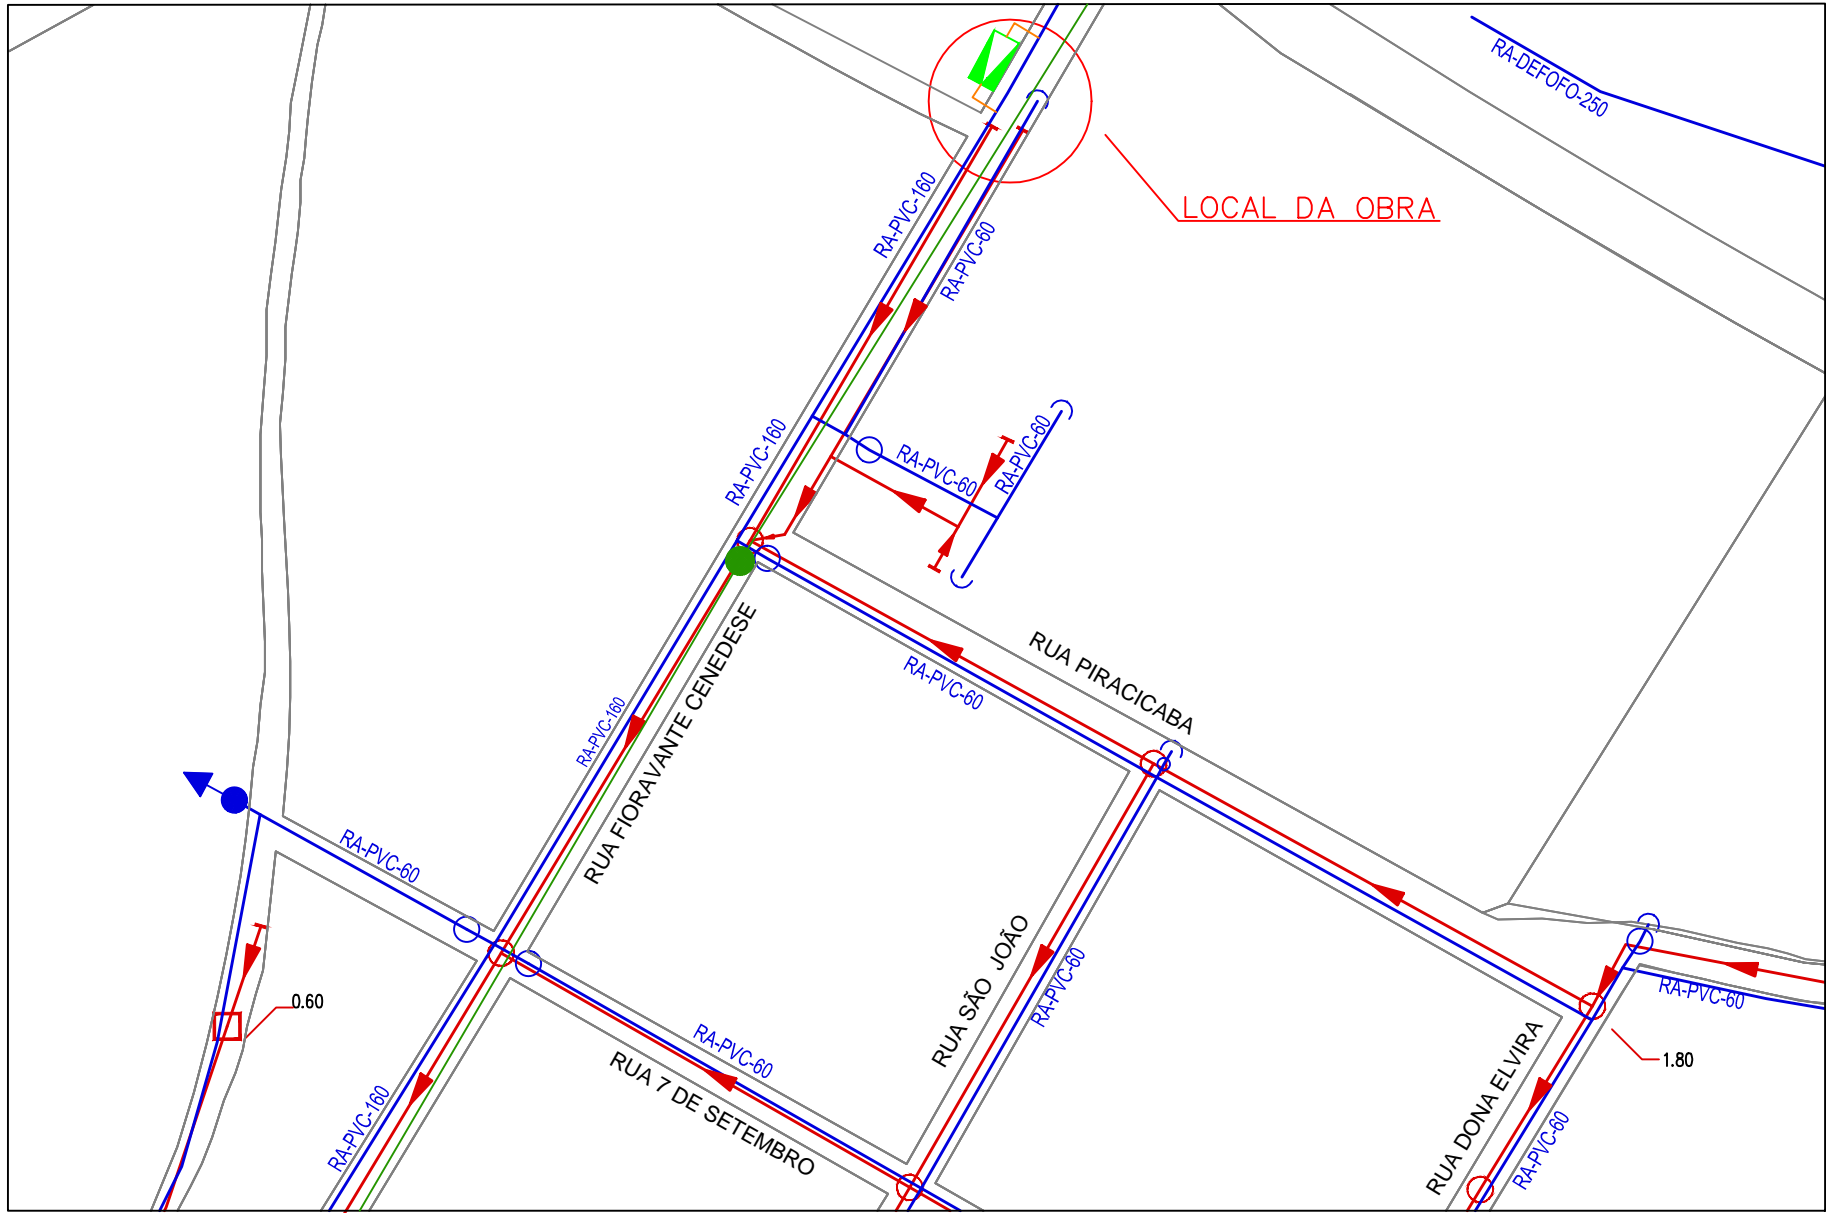 RA-DEFOFO-250
LOCAL DA OBRA
RA-PVC-160
RA-PVC-60
RA-PVC-160
RA-PVC-60
RA-PVC-60
RUA PIRACICABA
RA-PVC-60
RUA FIORAVANTE CENEDESE
RA-PVC-160
RA-PVC-60
RUA SÃO JOÃO
RA-PVC-60
RA-PVC-60
0.60
RUA 7 DE SETEMBRO
RA-PVC-60
1.80
RUA DONA ELVIRA
RA-PVC-160
RA-PVC-60